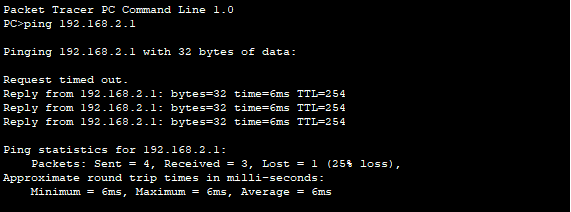 Packet Tracer PC Command Line 1.0
PC>ping 192.168.2.1
Pinging 192.168.2.1 with 32 bytes of data:
Request timed out.
Reply from 192.168.2.1: bytes=32 time=6ms TTL=254
Reply from 192.168.2.1: bytes=32 time=6ms TTL=254
Reply from 192.168.2.1: bytes=32 time=6ms TTL=254
Ping statistics for 192.168.2.1:
Packets: Sent = 4, Received = 3, Lost = 1 (25% loss),
Approximate round trip times in milli-seconds:
Minimum = 6ms, Maximum = 6ms, Average = 6ms